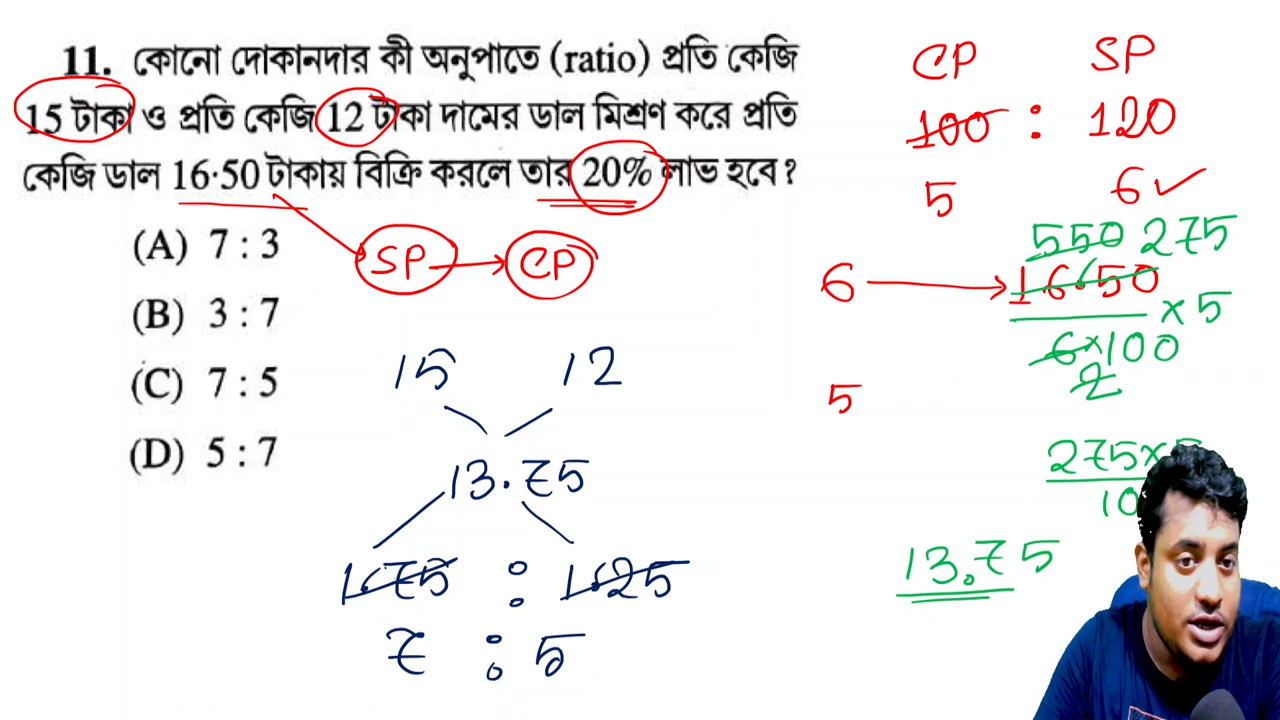 11. কোনো দোকানদার কী অনুপাতে (ratio) প্রতি কেজি
15 টাকা ও প্রতি কেজি 12 টাকা দামের ডাল মিশ্রণ করে প্রতি
কেজি ডাল 16·50 টাকায় বিক্রি করলে তার 20% লাভ হবে?
(A) 7 : 3
(B) 3 : 7
(C) 7 : 5
(D) 5 : 7
SP
CP
15 12
13.75
1.75 : 1.25
7 : 5
CP SP
100 : 120
5 6
550 275
6 16.50 × 5
6×100
2
5
275×
10
13.75